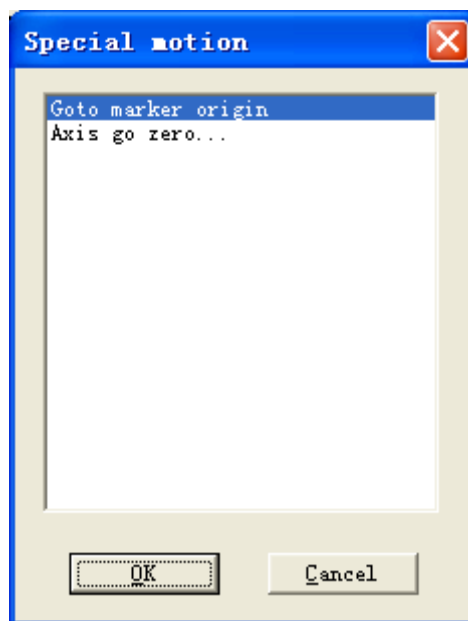 Special motion
Goto marker origin
Axis go zero...
OK
Cancel